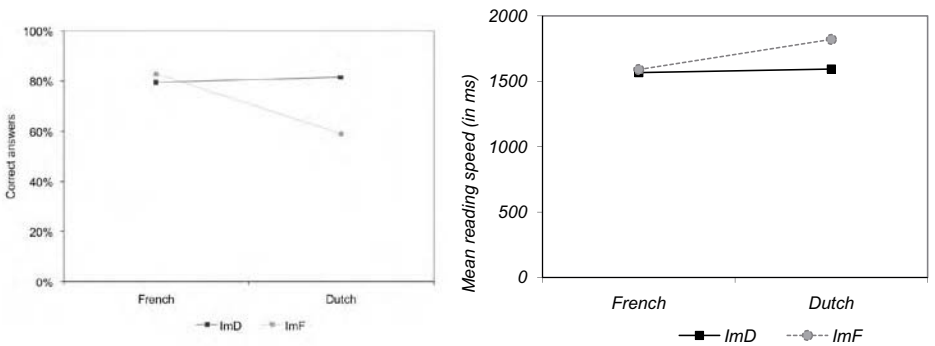 100%
80%
60%
40%
20%
0%
Correct answers
French Dutch
ImD ImF
2000
1500
1000
500
0
Mean reading speed (in ms)
French Dutch
ImD ImF